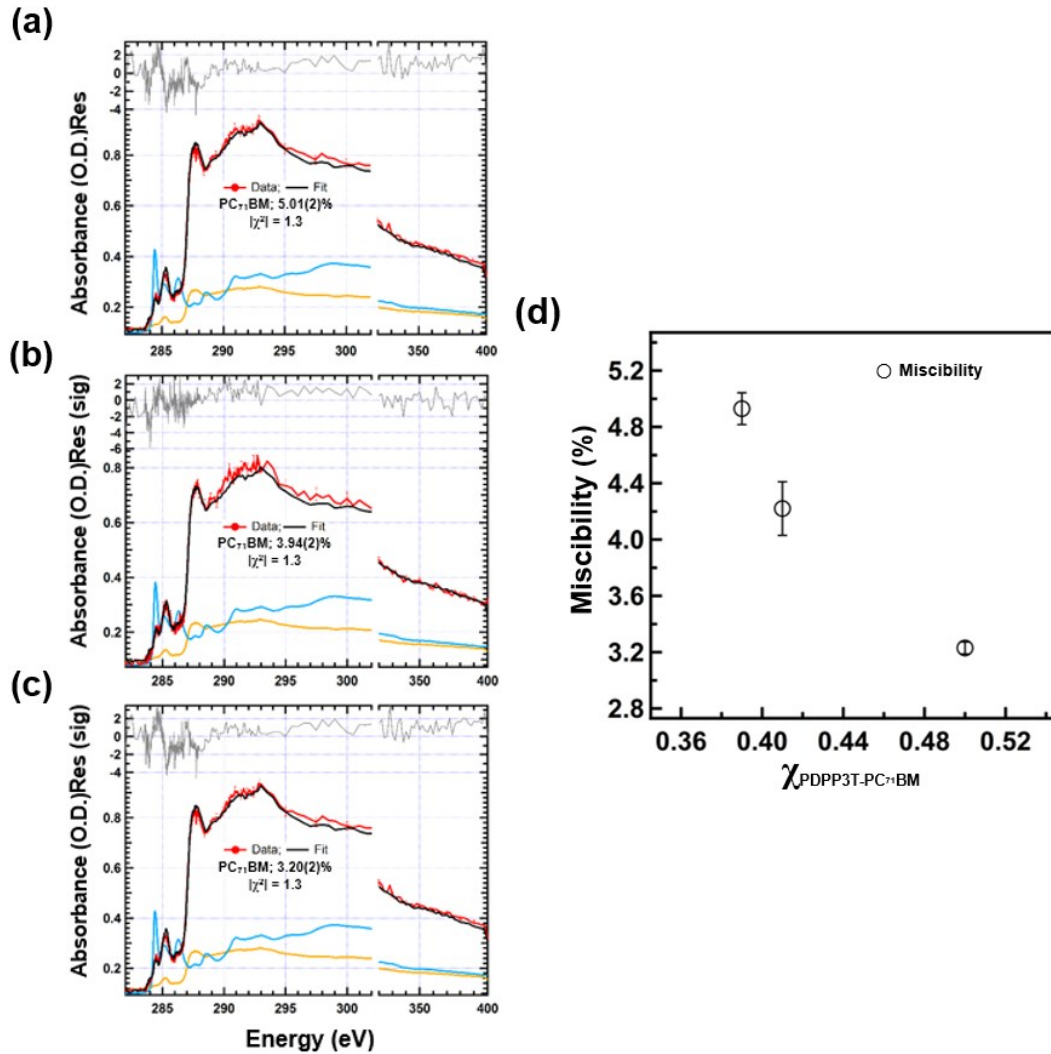 (a)
Absorbance (O.D.)Res
2
0
-2
-4
0.8
0.6
0.4
0.2
Data; Fit
PC₇₁BM; 5.01(2)%
|χ²| = 1.3
285 290 295 300 350 400
(b)
Absorbance (O.D.)Res (sig)
2
0
-2
-4
-6
0.8
0.6
0.4
0.2
Data; Fit
PC₇₁BM; 3.94(2)%
|χ²| = 1.3
285 290 295 300 350 400
(c)
Absorbance (O.D.)Res (sig)
2
0
-2
-4
0.8
0.6
0.4
0.2
Data; Fit
PC₇₁BM; 3.20(2)%
|χ²| = 1.3
285 290 295 300 350 400
Energy (eV)
(d)
Miscibility (%)
5.2
4.8
4.4
4.0
3.6
3.2
2.8
Miscibility
0.36 0.40 0.44 0.48 0.52
χPDPP3T-PC₇₁BM